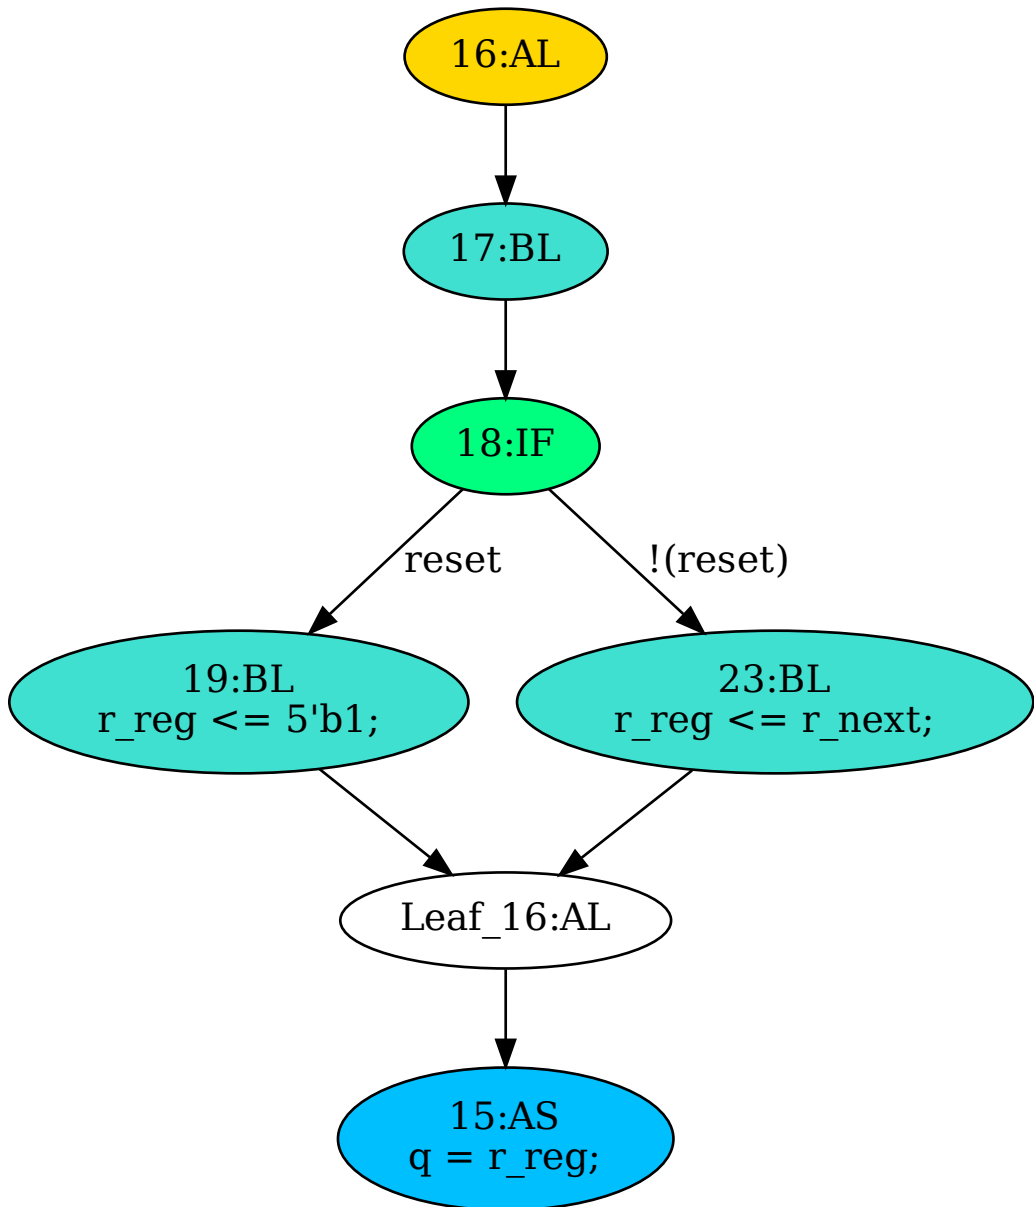 16:AL
17:BL
18:IF
reset
!(reset)
19:BL
r_reg <= 5'b1;
23:BL
r_reg <= r_next;
Leaf_16:AL
15:AS
q = r_reg;